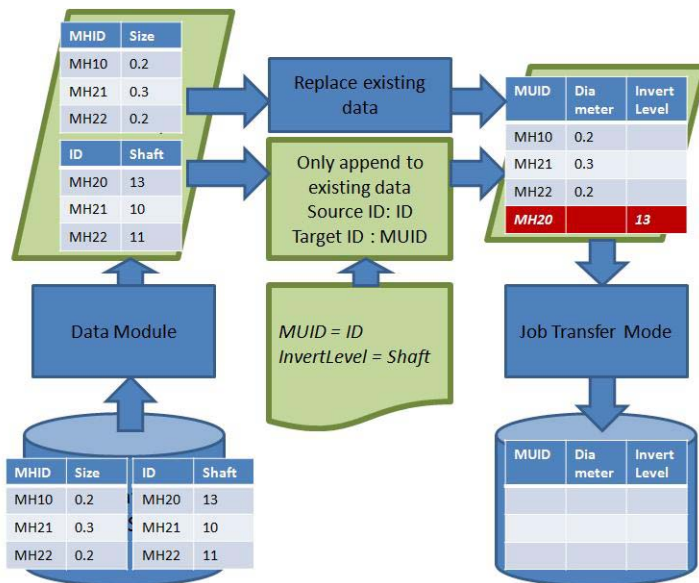 MHID Size
MH10 0.2
MH21 0.3
MH22 0.2
ID Shaft
MH20 13
MH21 10
MH22 11
Replace existing
data
Only append to
existing data
Source ID: ID
Target ID : MUID
MUID Dia Invert
meter Level
MH10 0.2
MH21 0.3
MH22 0.2
MH20 13
Data Module
MUID = ID
InvertLevel = Shaft
Job Transfer Mode
MHID Size ID Shaft
MH10 0.2 MH20 13
MH21 0.3 MH21 10
MH22 0.2 MH22 11
MUID Dia Invert
meter Level